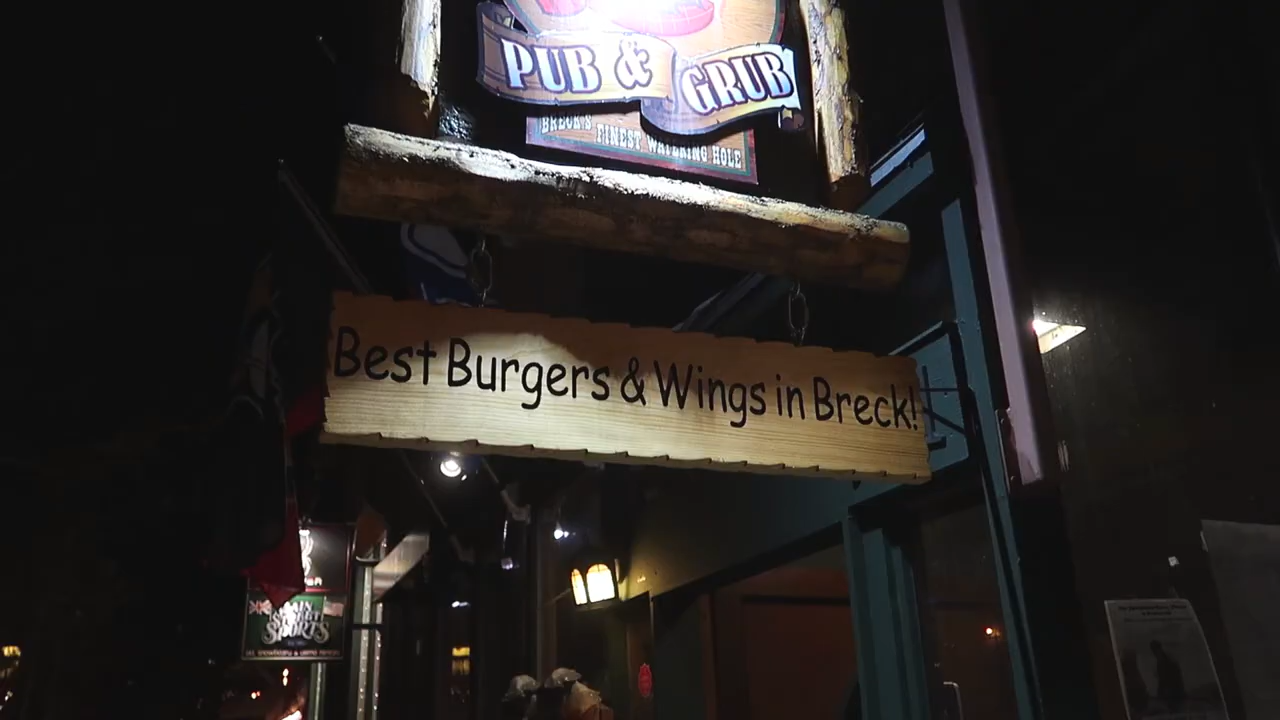 PUB & GRUB
BRECK'S FINEST WATERING HOLE
Best Burgers & Wings in Breck!
MAIN
STREET
SPORTS